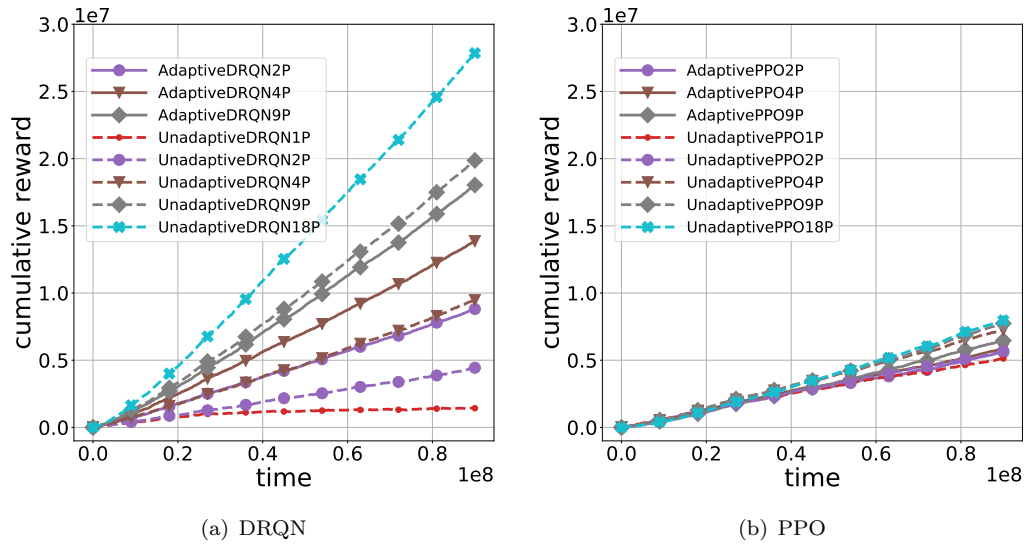 1e7
3.0
2.5
2.0
1.5
1.0
0.5
0.0
cumulative reward
AdaptiveDRQN2P
AdaptiveDRQN4P
AdaptiveDRQN9P
UnadaptiveDRQN1P
UnadaptiveDRQN2P
UnadaptiveDRQN4P
UnadaptiveDRQN9P
UnadaptiveDRQN18P
0.0 0.2 0.4 0.6 0.8
1e8
time
(a) DRQN
1e7
3.0
2.5
2.0
1.5
1.0
0.5
0.0
cumulative reward
AdaptivePPO2P
AdaptivePPO4P
AdaptivePPO9P
UnadaptivePPO1P
UnadaptivePPO2P
UnadaptivePPO4P
UnadaptivePPO9P
UnadaptivePPO18P
0.0 0.2 0.4 0.6 0.8
1e8
time
(b) PPO